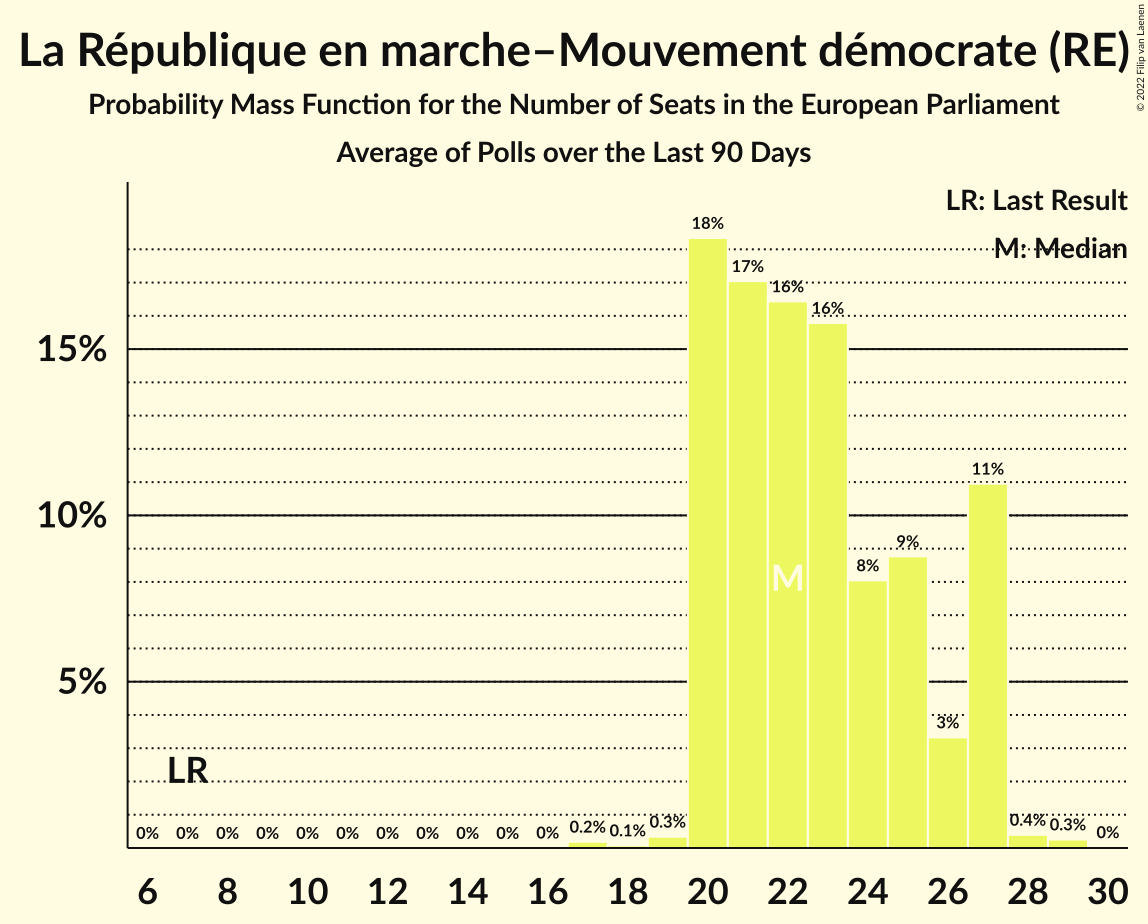 La République en marche–Mouvement démocrate (RE)
Probability Mass Function for the Number of Seats in the European Parliament
Average of Polls over the Last 90 Days
© 2022 Filip van Laenen
LR: Last Result
M: Median
18%
17%
16%
16%
15%
11%
10%
9%
8%
M
5%
3%
LR
0% 0% 0% 0% 0% 0% 0% 0% 0% 0% 0% 0.2% 0.1% 0.3% 0.4% 0.3% 0%
6 8 10 12 14 16 18 20 22 24 26 28 30